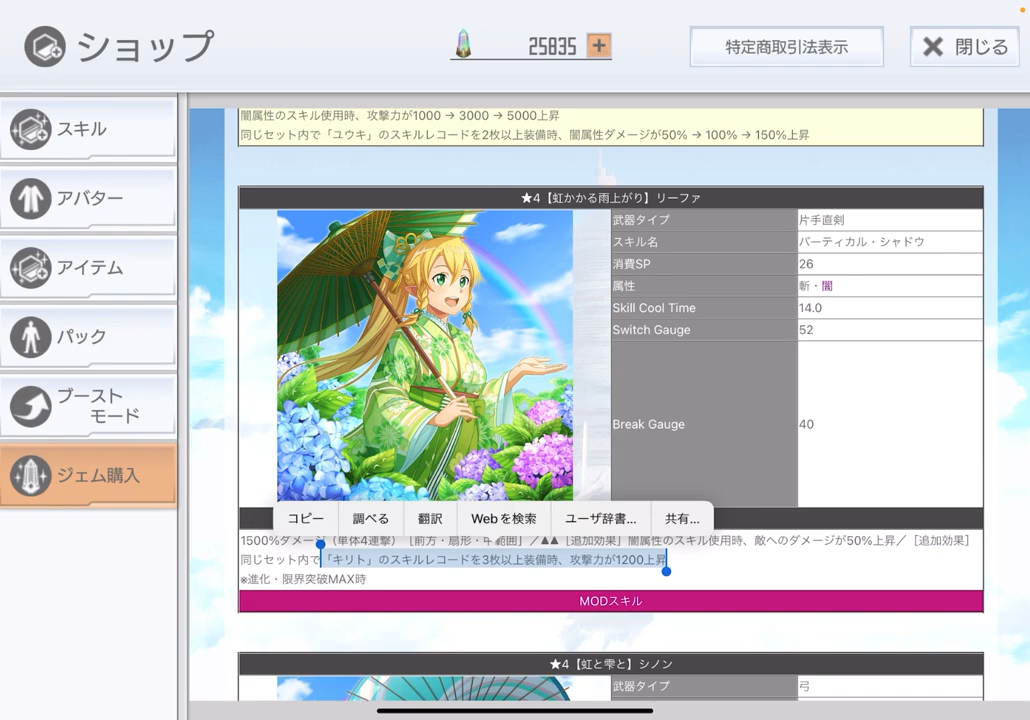 ショップ
25835
特定商取引法表示
閉じる
スキル
アバター
アイテム
パック
ブースト
モード
ジェム購入
闇属性のスキル使用時、攻撃力が1000 → 3000 → 5000上昇
同じセット内で「ユウキ」のスキルレコードを2枚以上装備時、闇属性ダメージが50% → 100% → 150%上昇
★4【虹かかる雨上がり】リーファ
武器タイプ 片手直剣
スキル名 バーティカル・シャドウ
消費SP 26
属性 斬・闇
Skill Cool Time 14.0
Switch Gauge 52
Break Gauge 40
コピー 調べる 翻訳 Webを検索 ユーザ辞書... 共有...
1500%ダメージ（単体4連撃）［前方・扇形・中範囲］／▲▲［追加効果］闇属性のスキル使用時、敵へのダメージが50%上昇／［追加効果］
同じセット内で「キリト」のスキルレコードを3枚以上装備時、攻撃力が1200上昇
※進化・限界突破MAX時
MODスキル
★4【虹と雫と】シノン
武器タイプ 弓